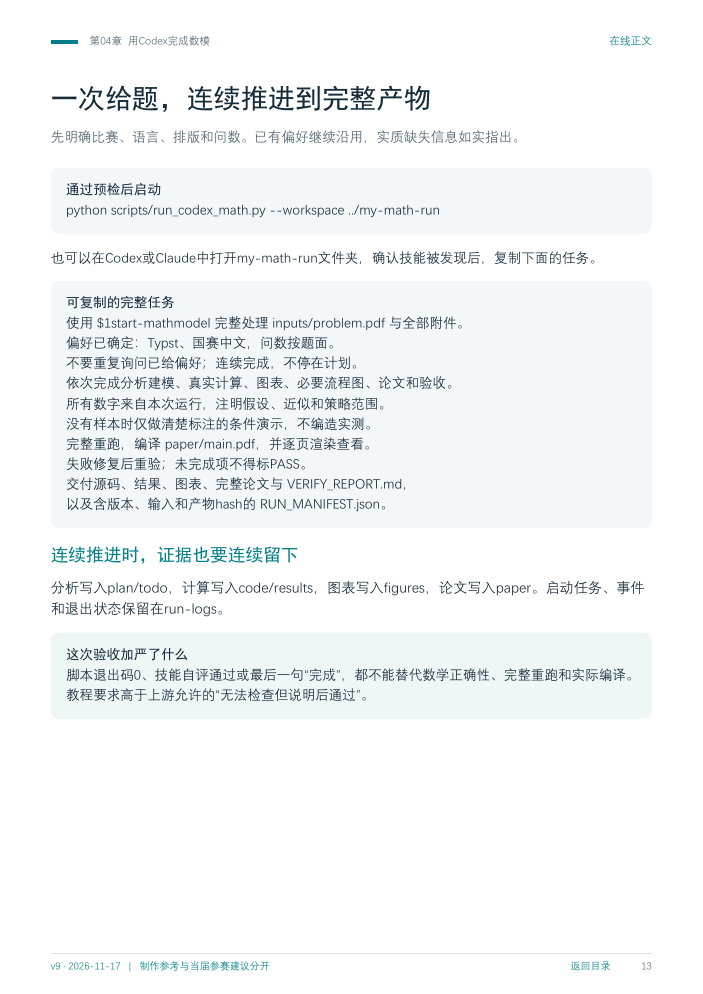 第04章 用Codex完成数模
在线正文
一次给题，连续推进到完整产物
先明确比赛、语言、排版和问数。已有偏好继续沿用，实质缺失信息如实指出。
通过预检后启动
python scripts/run_codex_math.py --workspace ../my-math-run
也可以在Codex或Claude中打开my-math-run文件夹，确认技能被发现后，复制下面的任务。
可复制的完整任务
使用 $1start-mathmodel 完整处理 inputs/problem.pdf 与全部附件。
偏好已确定：Typst、国赛中文，问数按题面。
不要重复询问已给偏好；连续完成，不停在计划。
依次完成分析建模、真实计算、图表、必要流程图、论文和验收。
所有数字来自本次运行，注明假设、近似和策略范围。
没有样本时仅做清楚标注的条件演示，不编造实测。
完整重跑，编译 paper/main.pdf，并逐页渲染查看。
失败修复后重验；未完成项不得标PASS。
交付源码、结果、图表、完整论文与 VERIFY_REPORT.md，
以及含版本、输入和产物hash的 RUN_MANIFEST.json。
连续推进时，证据也要连续留下
分析写入plan/todo，计算写入code/results，图表写入figures，论文写入paper。启动任务、事件
和退出状态保留在run-logs。
这次验收加严了什么
脚本退出码0、技能自评通过或最后一句“完成”，都不能替代数学正确性、完整重跑和实际编译。
教程要求高于上游允许的“无法检查但说明后通过”。
v9 · 2026-11-17 | 制作参考与当届参赛建议分开
返回目录
13